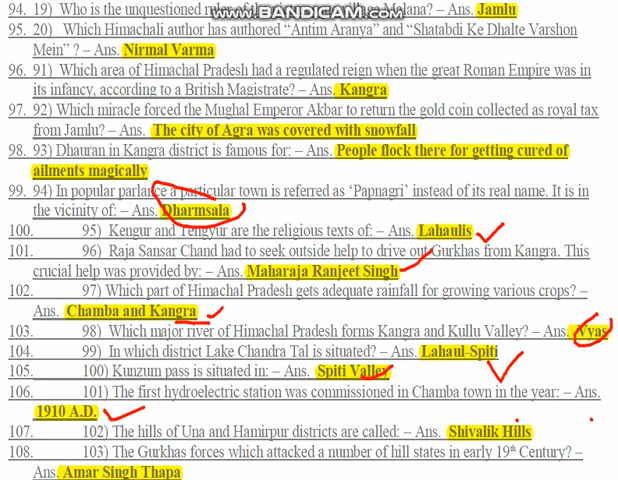 94. 19) Who is the unquestioned ruler of Malana? – Ans. Jamlu
www.BANDICAM.com
95. 20) Which Himachali author has authored "Antim Aranya" and "Shatabdi Ke Dhalte Varshon
Mein" ? – Ans. Nirmal Varma
96. 91) Which area of Himachal Pradesh had a regulated reign when the great Roman Empire was in
its infancy, according to a British Magistrate? – Ans. Kangra
97. 92) Which miracle forced the Mughal Emperor Akbar to return the gold coin collected as royal tax
from Jamlu? – Ans. The city of Agra was covered with snowfall
98. 93) Dhauran in Kangra district is famous for: – Ans. People flock there for getting cured of
ailments magically
99. 94) In popular parlance a particular town is referred as 'Papnagri' instead of its real name. It is in
the vicinity of: – Ans. Dharmsala
100. 95) Kengur and Tengyur are the religious texts of: – Ans. Lahaulis
101. 96) Raja Sansar Chand had to seek outside help to drive out Gurkhas from Kangra. This
crucial help was provided by: – Ans. Maharaja Ranjeet Singh
102. 97) Which part of Himachal Pradesh gets adequate rainfall for growing various crops? –
Ans. Chamba and Kangra
103. 98) Which major river of Himachal Pradesh forms Kangra and Kullu Valley? – Ans. Vyas
104. 99) In which district Lake Chandra Tal is situated? – Ans. Lahaul-Spiti
105. 100) Kunzum pass is situated in: – Ans. Spiti Valley
106. 101) The first hydroelectric station was commissioned in Chamba town in the year: – Ans.
1910 A.D.
107. 102) The hills of Una and Hamirpur districts are called: – Ans. Shivalik Hills
108. 103) The Gurkhas forces which attacked a number of hill states in early 19th Century? –
Ans. Amar Singh Thapa